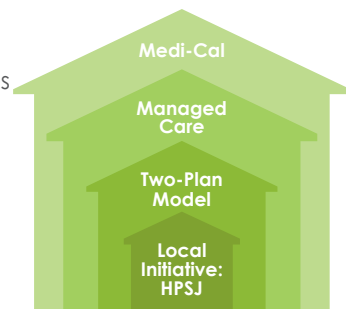 Medi-Cal
s
Managed
Care
Two-Plan
Model
Local
Initiative:
HPSJ